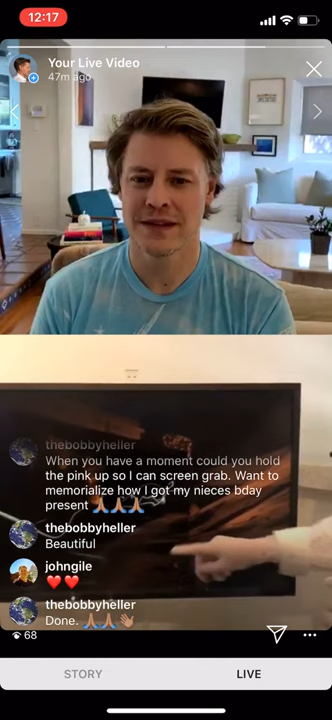 12:17
Your Live Video
47m ago
thebobbyheller
When you have a moment could you hold
the pink up so I can screen grab. Want to
memorialize how I got my nieces bday
present 🙏🏽🙏🏽🙏🏽
thebobbyheller
Beautiful
johngile
❤️❤️
thebobbyheller
Done. 🙏🏽🙏🏽👋🏽
68
STORY
LIVE